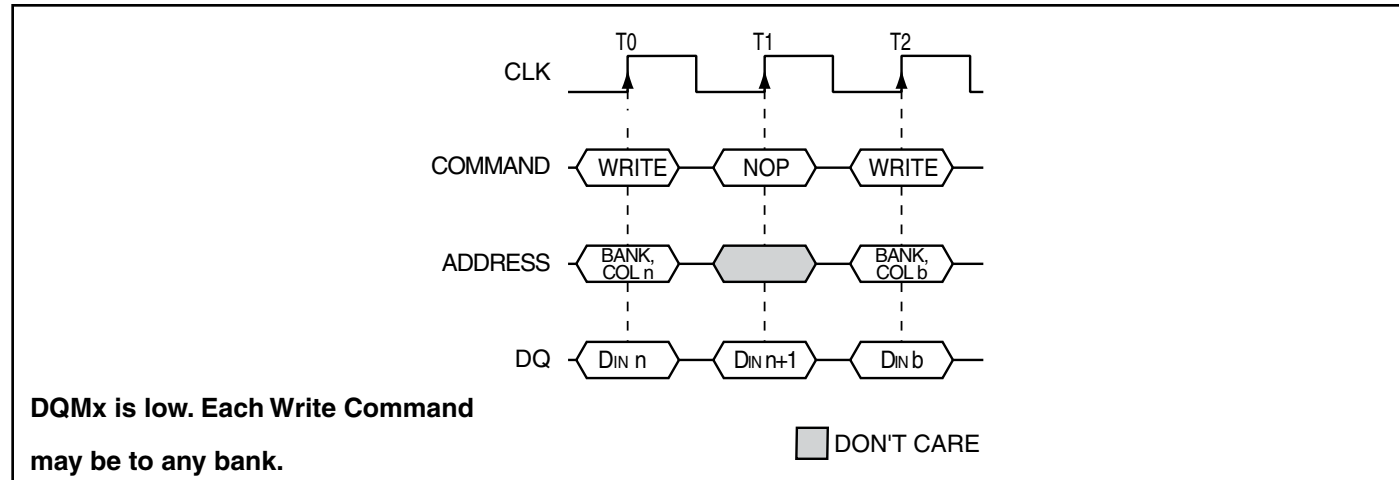 T0 T1 T2
CLK
COMMAND WRITE NOP WRITE
ADDRESS BANK, COL n BANK, COL b
DQ DIN n DIN n+1 DIN b
DQMx is low. Each Write Command
may be to any bank.
DON'T CARE